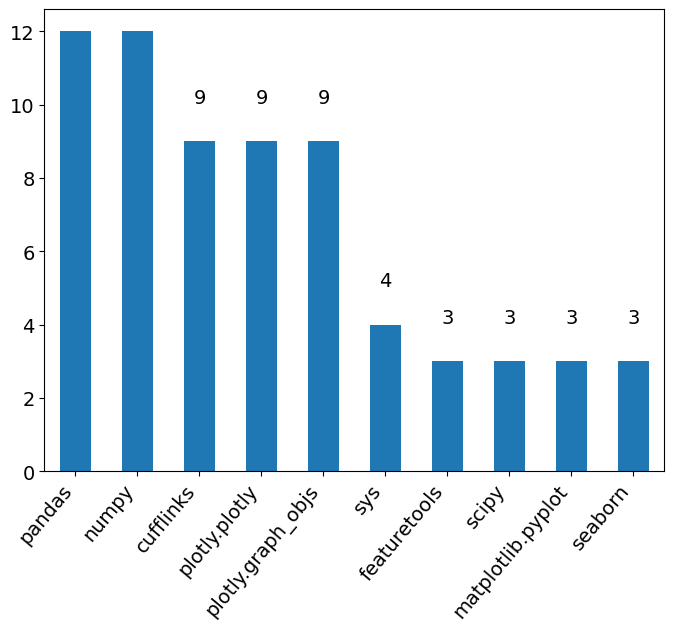 12
10
8
6
4
2
0
9
9
9
4
3
3
3
3
pandas
numpy
cufflinks
plotly.plotly
plotly.graph_objs
sys
featuretools
scipy
matplotlib.pyplot
seaborn